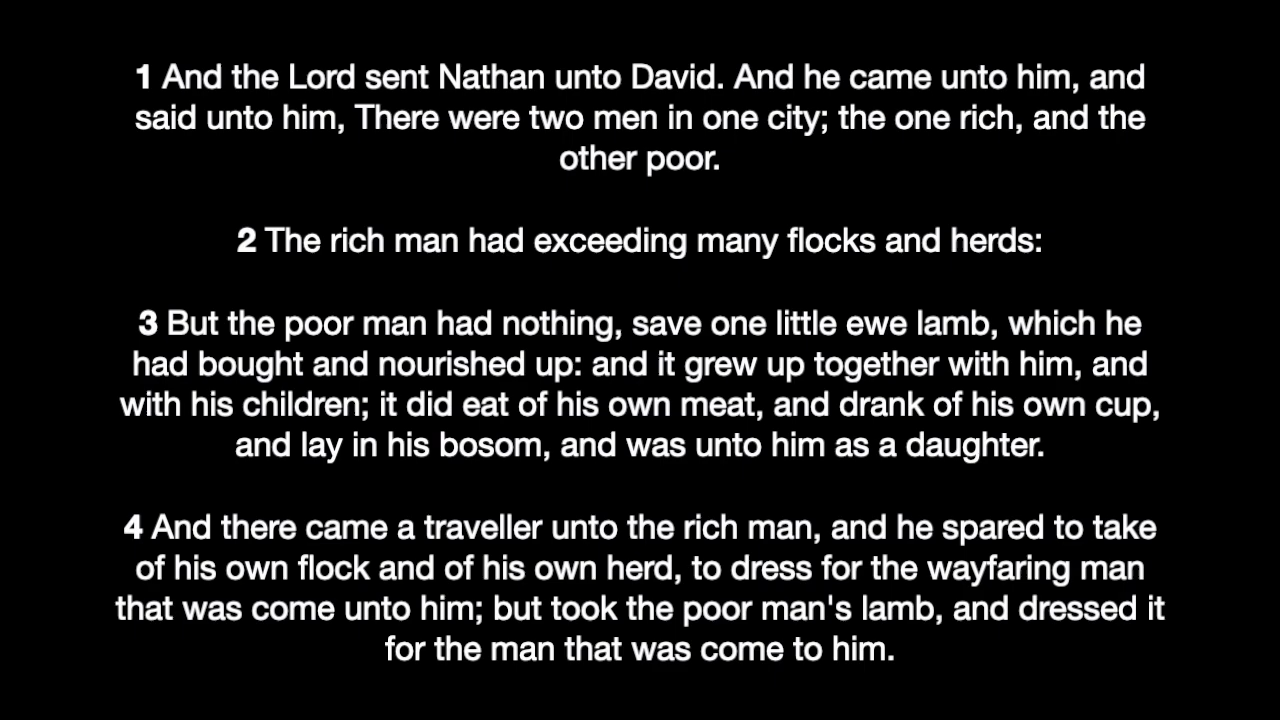 1 And the Lord sent Nathan unto David. And he came unto him, and
said unto him, There were two men in one city; the one rich, and the
other poor.
2 The rich man had exceeding many flocks and herds:
3 But the poor man had nothing, save one little ewe lamb, which he
had bought and nourished up: and it grew up together with him, and
with his children; it did eat of his own meat, and drank of his own cup,
and lay in his bosom, and was unto him as a daughter.
4 And there came a traveller unto the rich man, and he spared to take
of his own flock and of his own herd, to dress for the wayfaring man
that was come unto him; but took the poor man's lamb, and dressed it
for the man that was come to him.